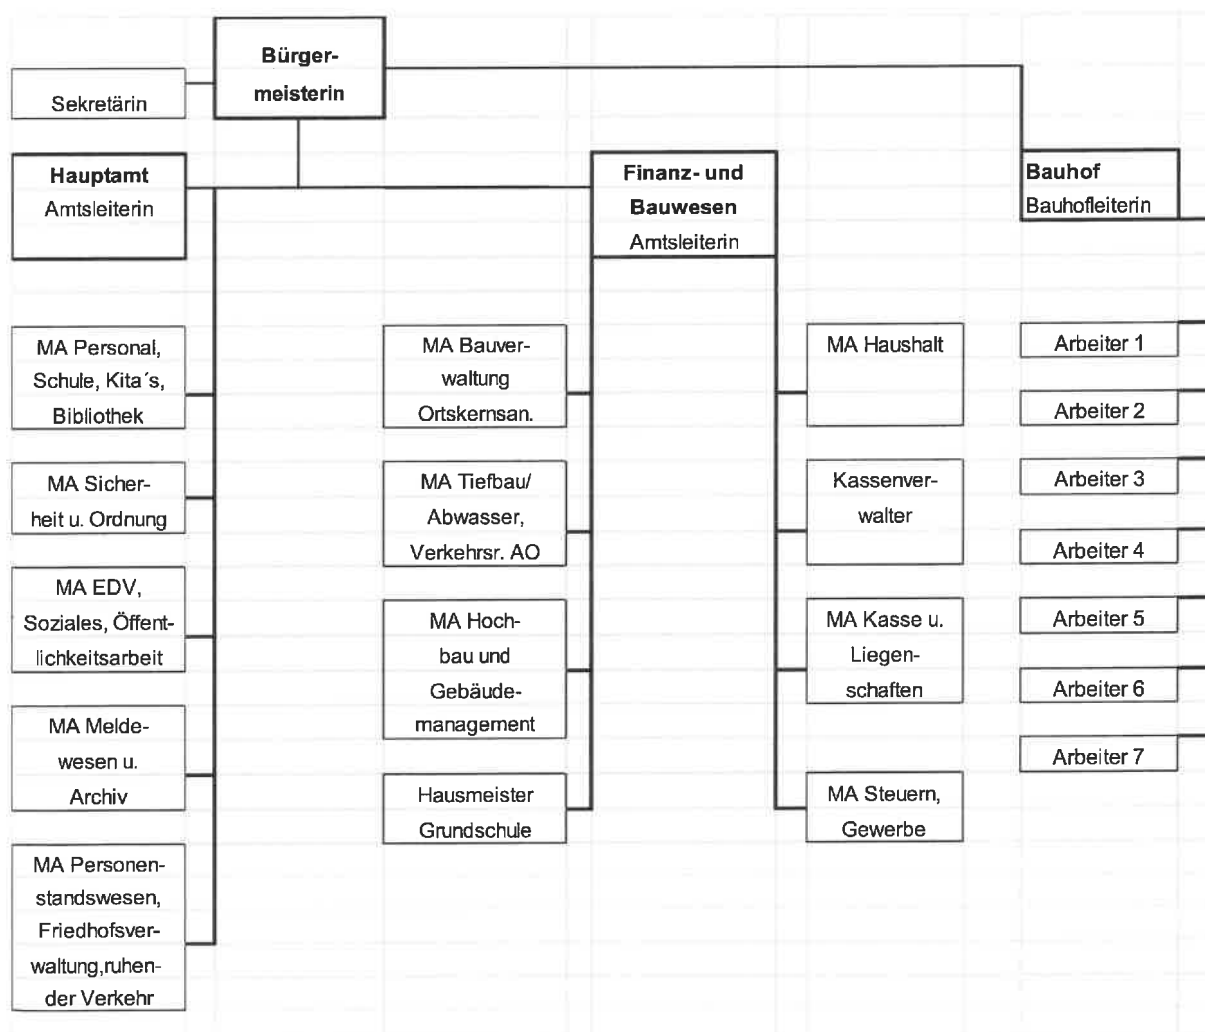 Bürger-
meisterin
Sekretärin
Hauptamt
Amtsleiterin
Finanz- und
Bauwesen
Amtsleiterin
Bauhof
Bauhofleiterin
MA Personal,
Schule, Kita´s,
Bibliothek
MA Sicher-
heit u. Ordnung
MA EDV,
Soziales, Öffent-
lichkeitsarbeit
MA Melde-
wesen u.
Archiv
MA Personen-
standswesen,
Friedhofsver-
waltung,ruhen-
der Verkehr
MA Bauver-
waltung
Ortskernsan.
MA Tiefbau/
Abwasser,
Verkehrsr. AO
MA Hoch-
bau und
Gebäude-
management
Hausmeister
Grundschule
MA Haushalt
Kassenver-
walter
MA Kasse u.
Liegen-
schaften
MA Steuern,
Gewerbe
Arbeiter 1
Arbeiter 2
Arbeiter 3
Arbeiter 4
Arbeiter 5
Arbeiter 6
Arbeiter 7